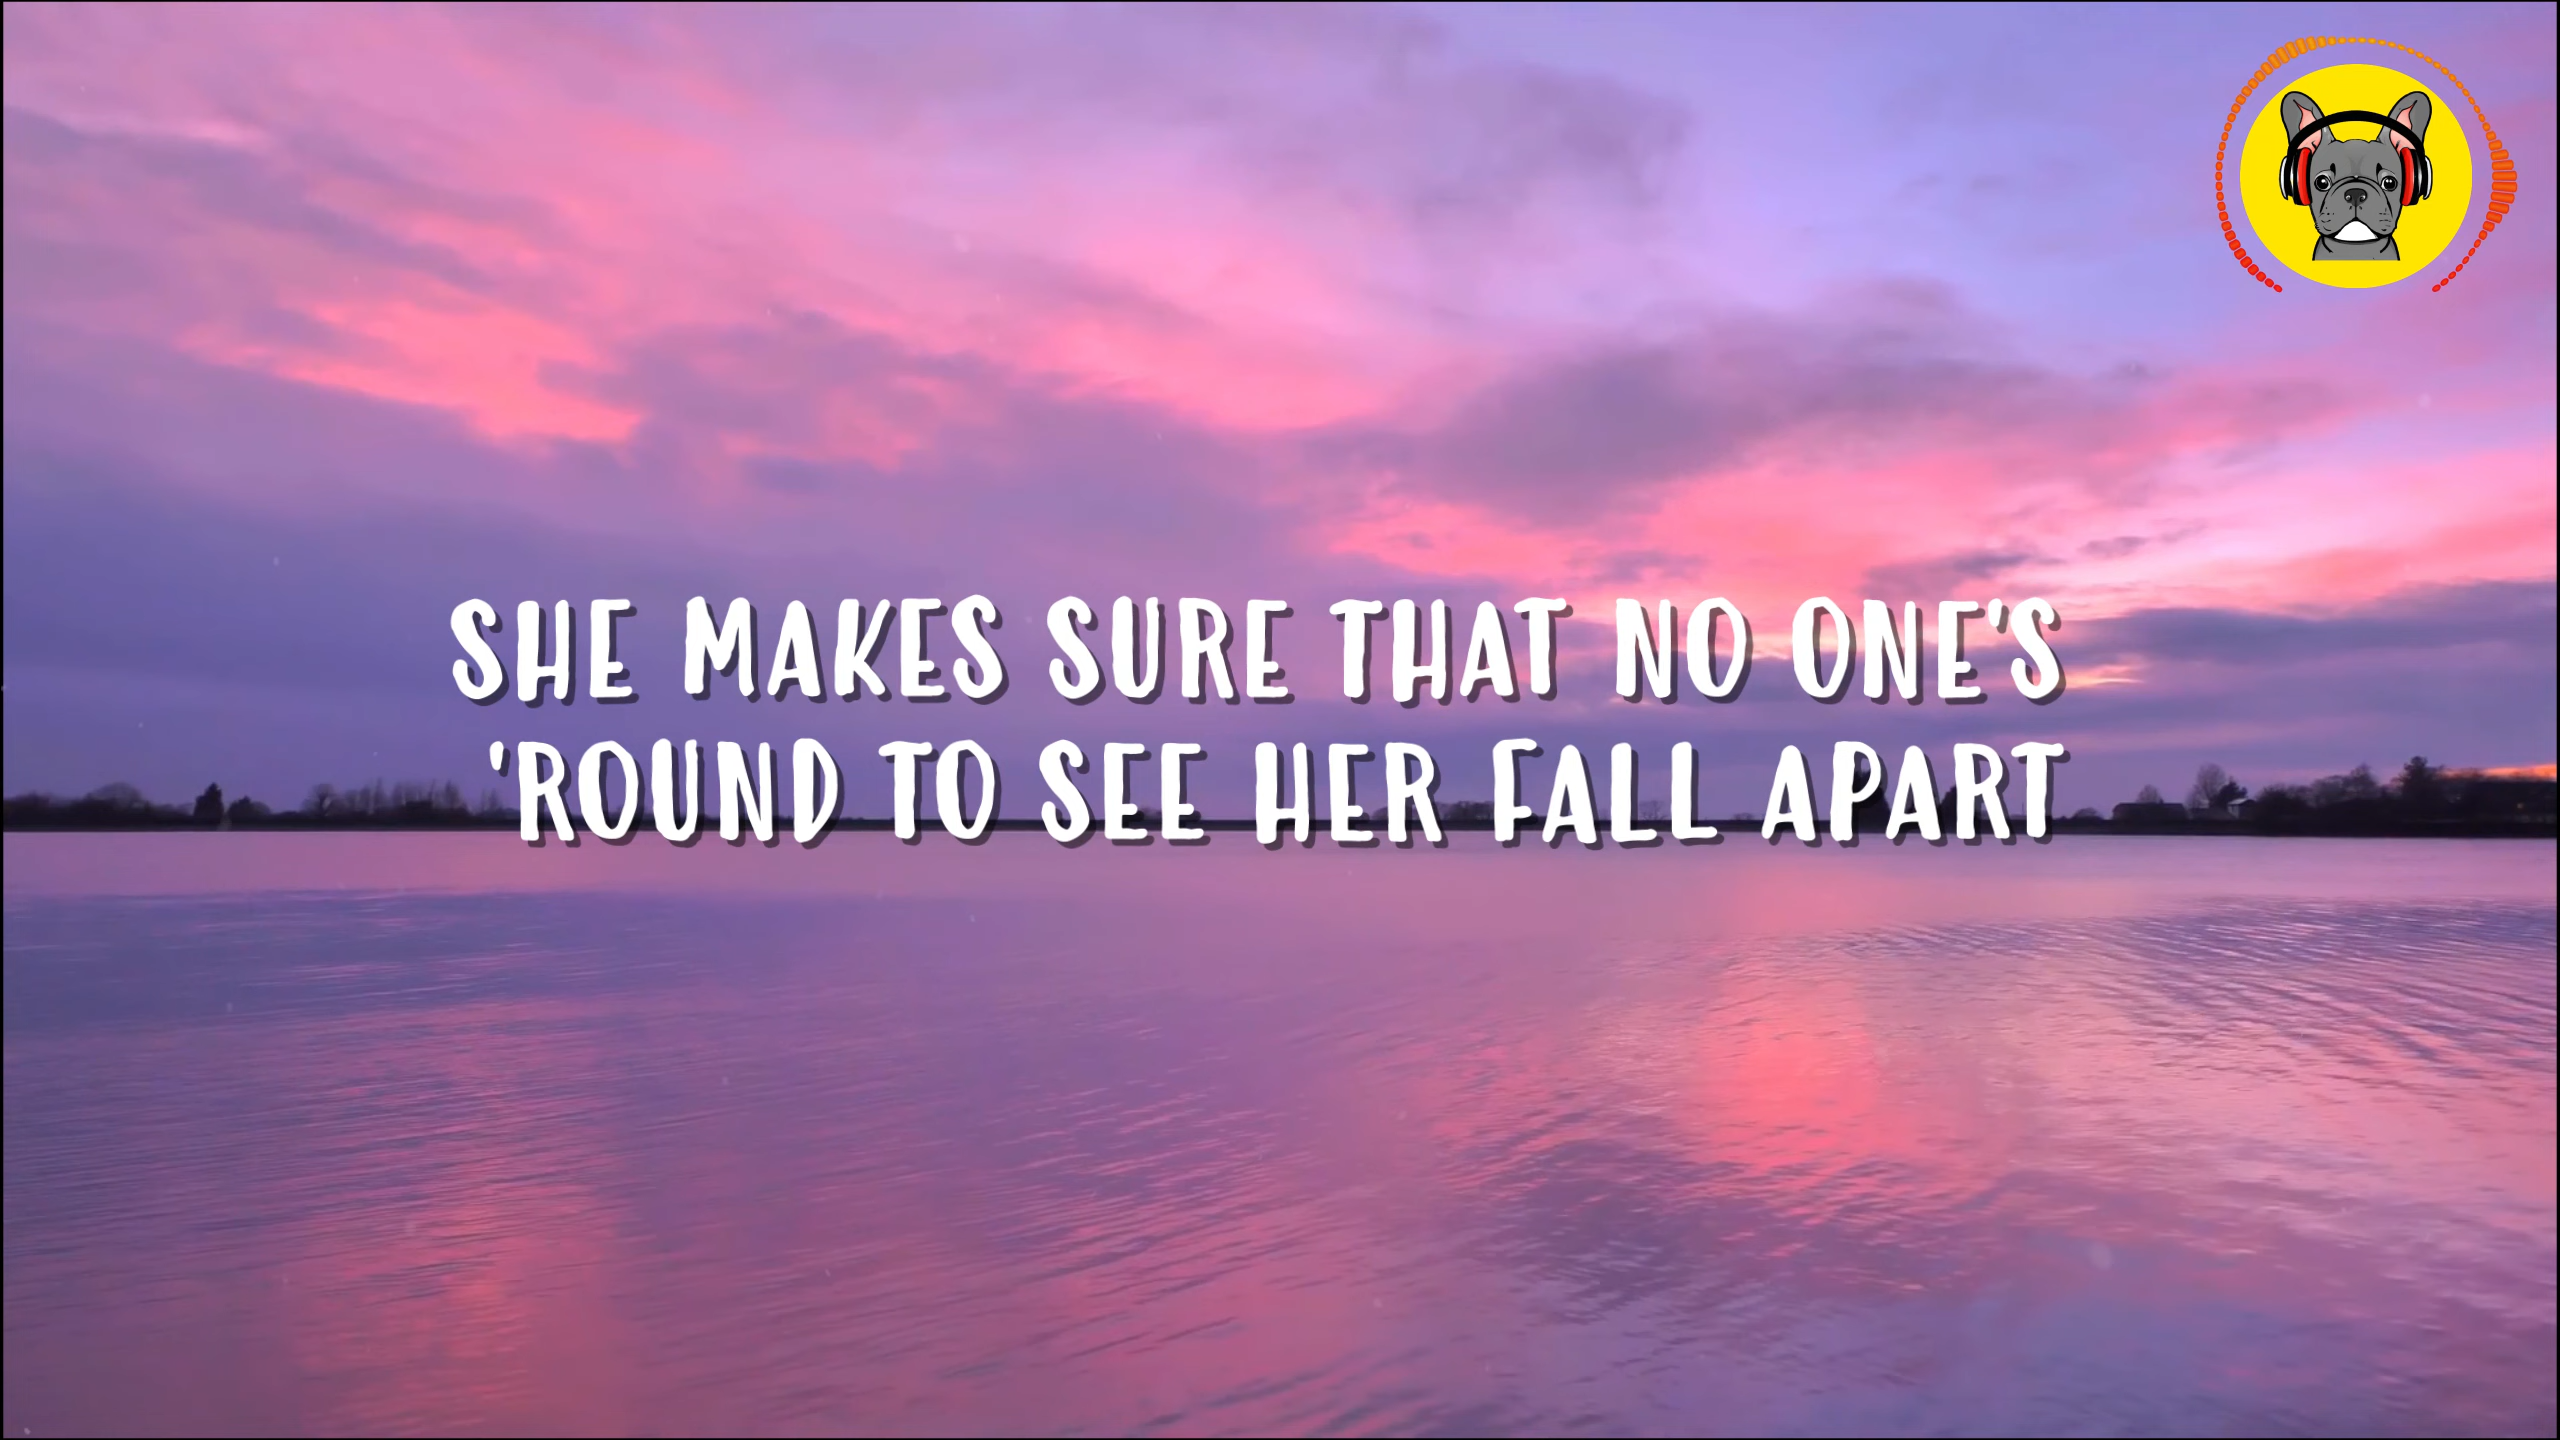 SHE MAKES SURE THAT NO ONE'S
'ROUND TO SEE HER FALL APART